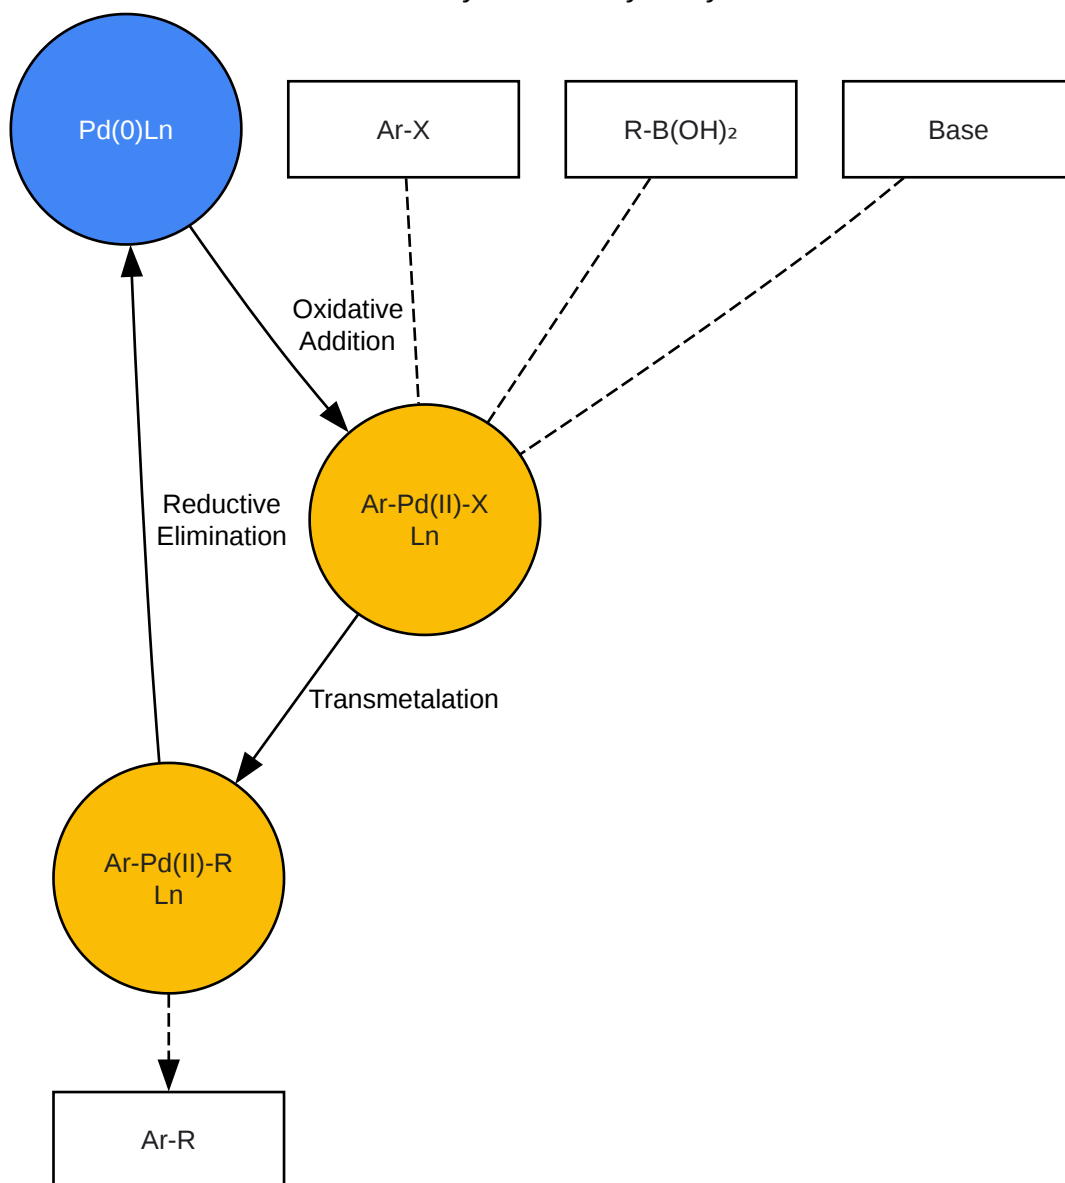 Pd(0)Ln
Ar-X
R-B(OH)₂
Base
Oxidative
Addition
Reductive
Elimination
Ar-Pd(II)-X
Ln
Transmetalation
Ar-Pd(II)-R
Ln
Ar-R